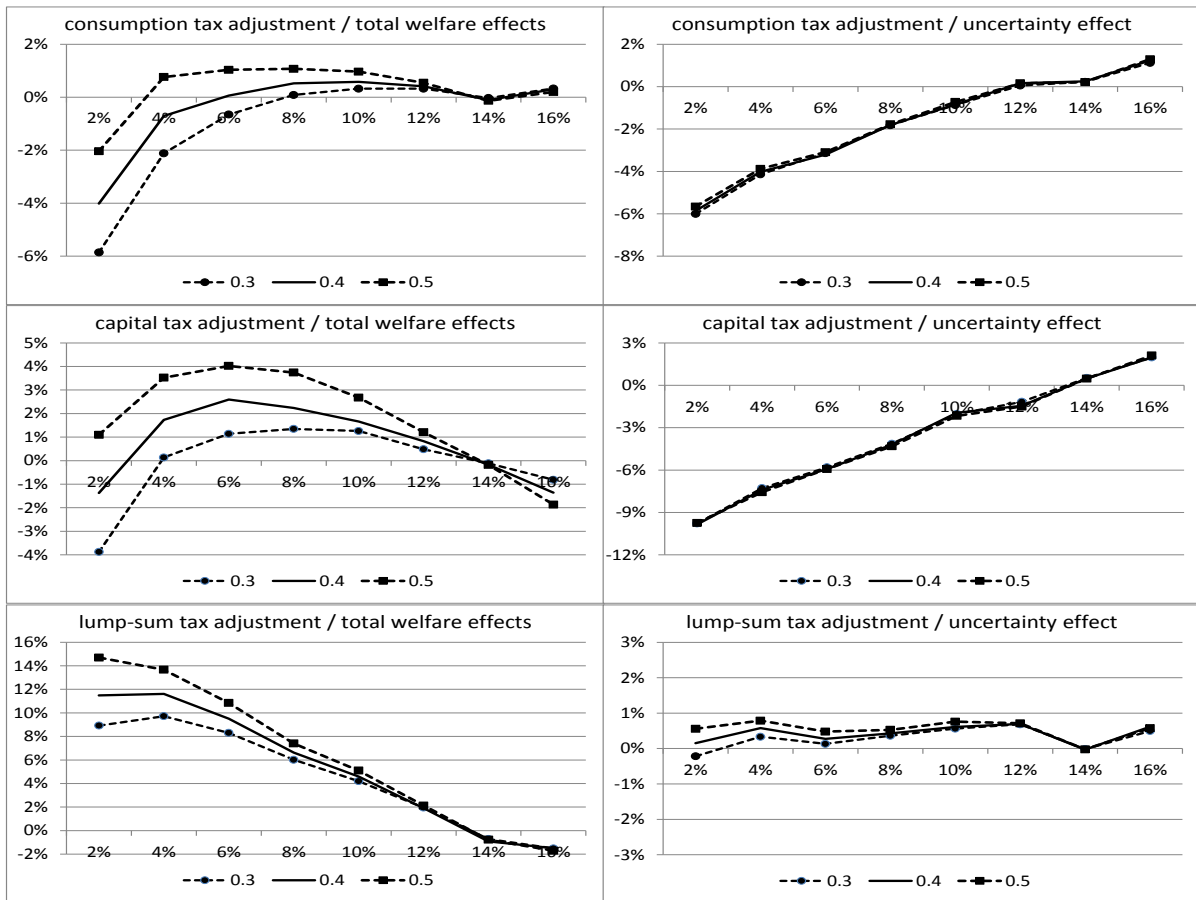 consumption tax adjustment / total welfare effects
2%
0%
-2%
-4%
-6%
2% 4% 6% 8% 10% 12% 14% 16%
0.3 0.4 0.5
consumption tax adjustment / uncertainty effect
2%
0%
-2%
-4%
-6%
-8%
2% 4% 6% 8% 10% 12% 14% 16%
0.3 0.4 0.5
capital tax adjustment / total welfare effects
5%
4%
3%
2%
1%
0%
-1%
-2%
-3%
-4%
2% 4% 6% 8% 10% 12% 14% 16%
0.3 0.4 0.5
capital tax adjustment / uncertainty effect
3%
0%
-3%
-6%
-9%
-12%
2% 4% 6% 8% 10% 12% 14% 16%
0.3 0.4 0.5
lump-sum tax adjustment / total welfare effects
16%
14%
12%
10%
8%
6%
4%
2%
0%
-2%
2% 4% 6% 8% 10% 12% 14% 16%
0.3 0.4 0.5
lump-sum tax adjustment / uncertainty effect
3%
2%
1%
0%
-1%
-2%
-3%
2% 4% 6% 8% 10% 12% 14% 16%
0.3 0.4 0.5